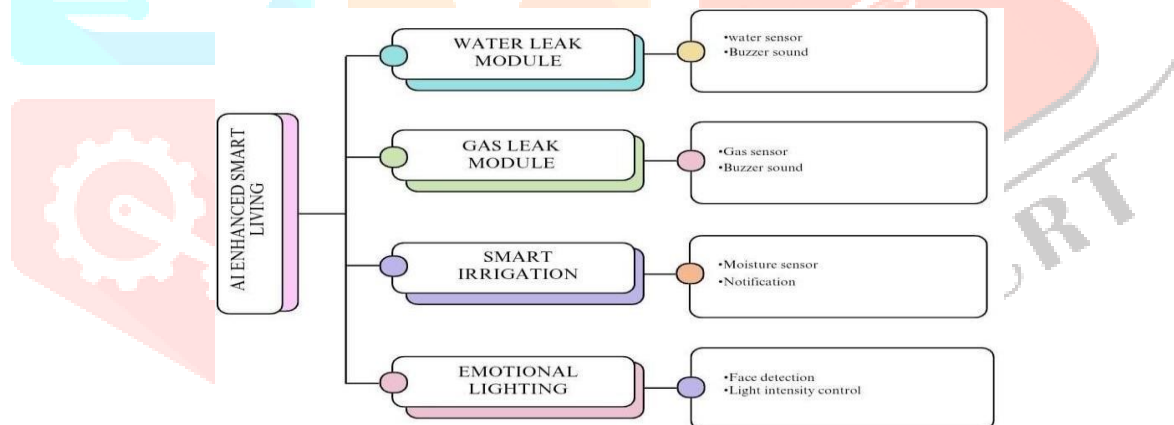 AI ENHANCED SMART
LIVING
WATER LEAK
MODULE
•water sensor
•Buzzer sound
GAS LEAK
MODULE
•Gas sensor
•Buzzer sound
SMART
IRRIGATION
•Moisture sensor
•Notification
EMOTIONAL
LIGHTING
•Face detection
•Light intensity control